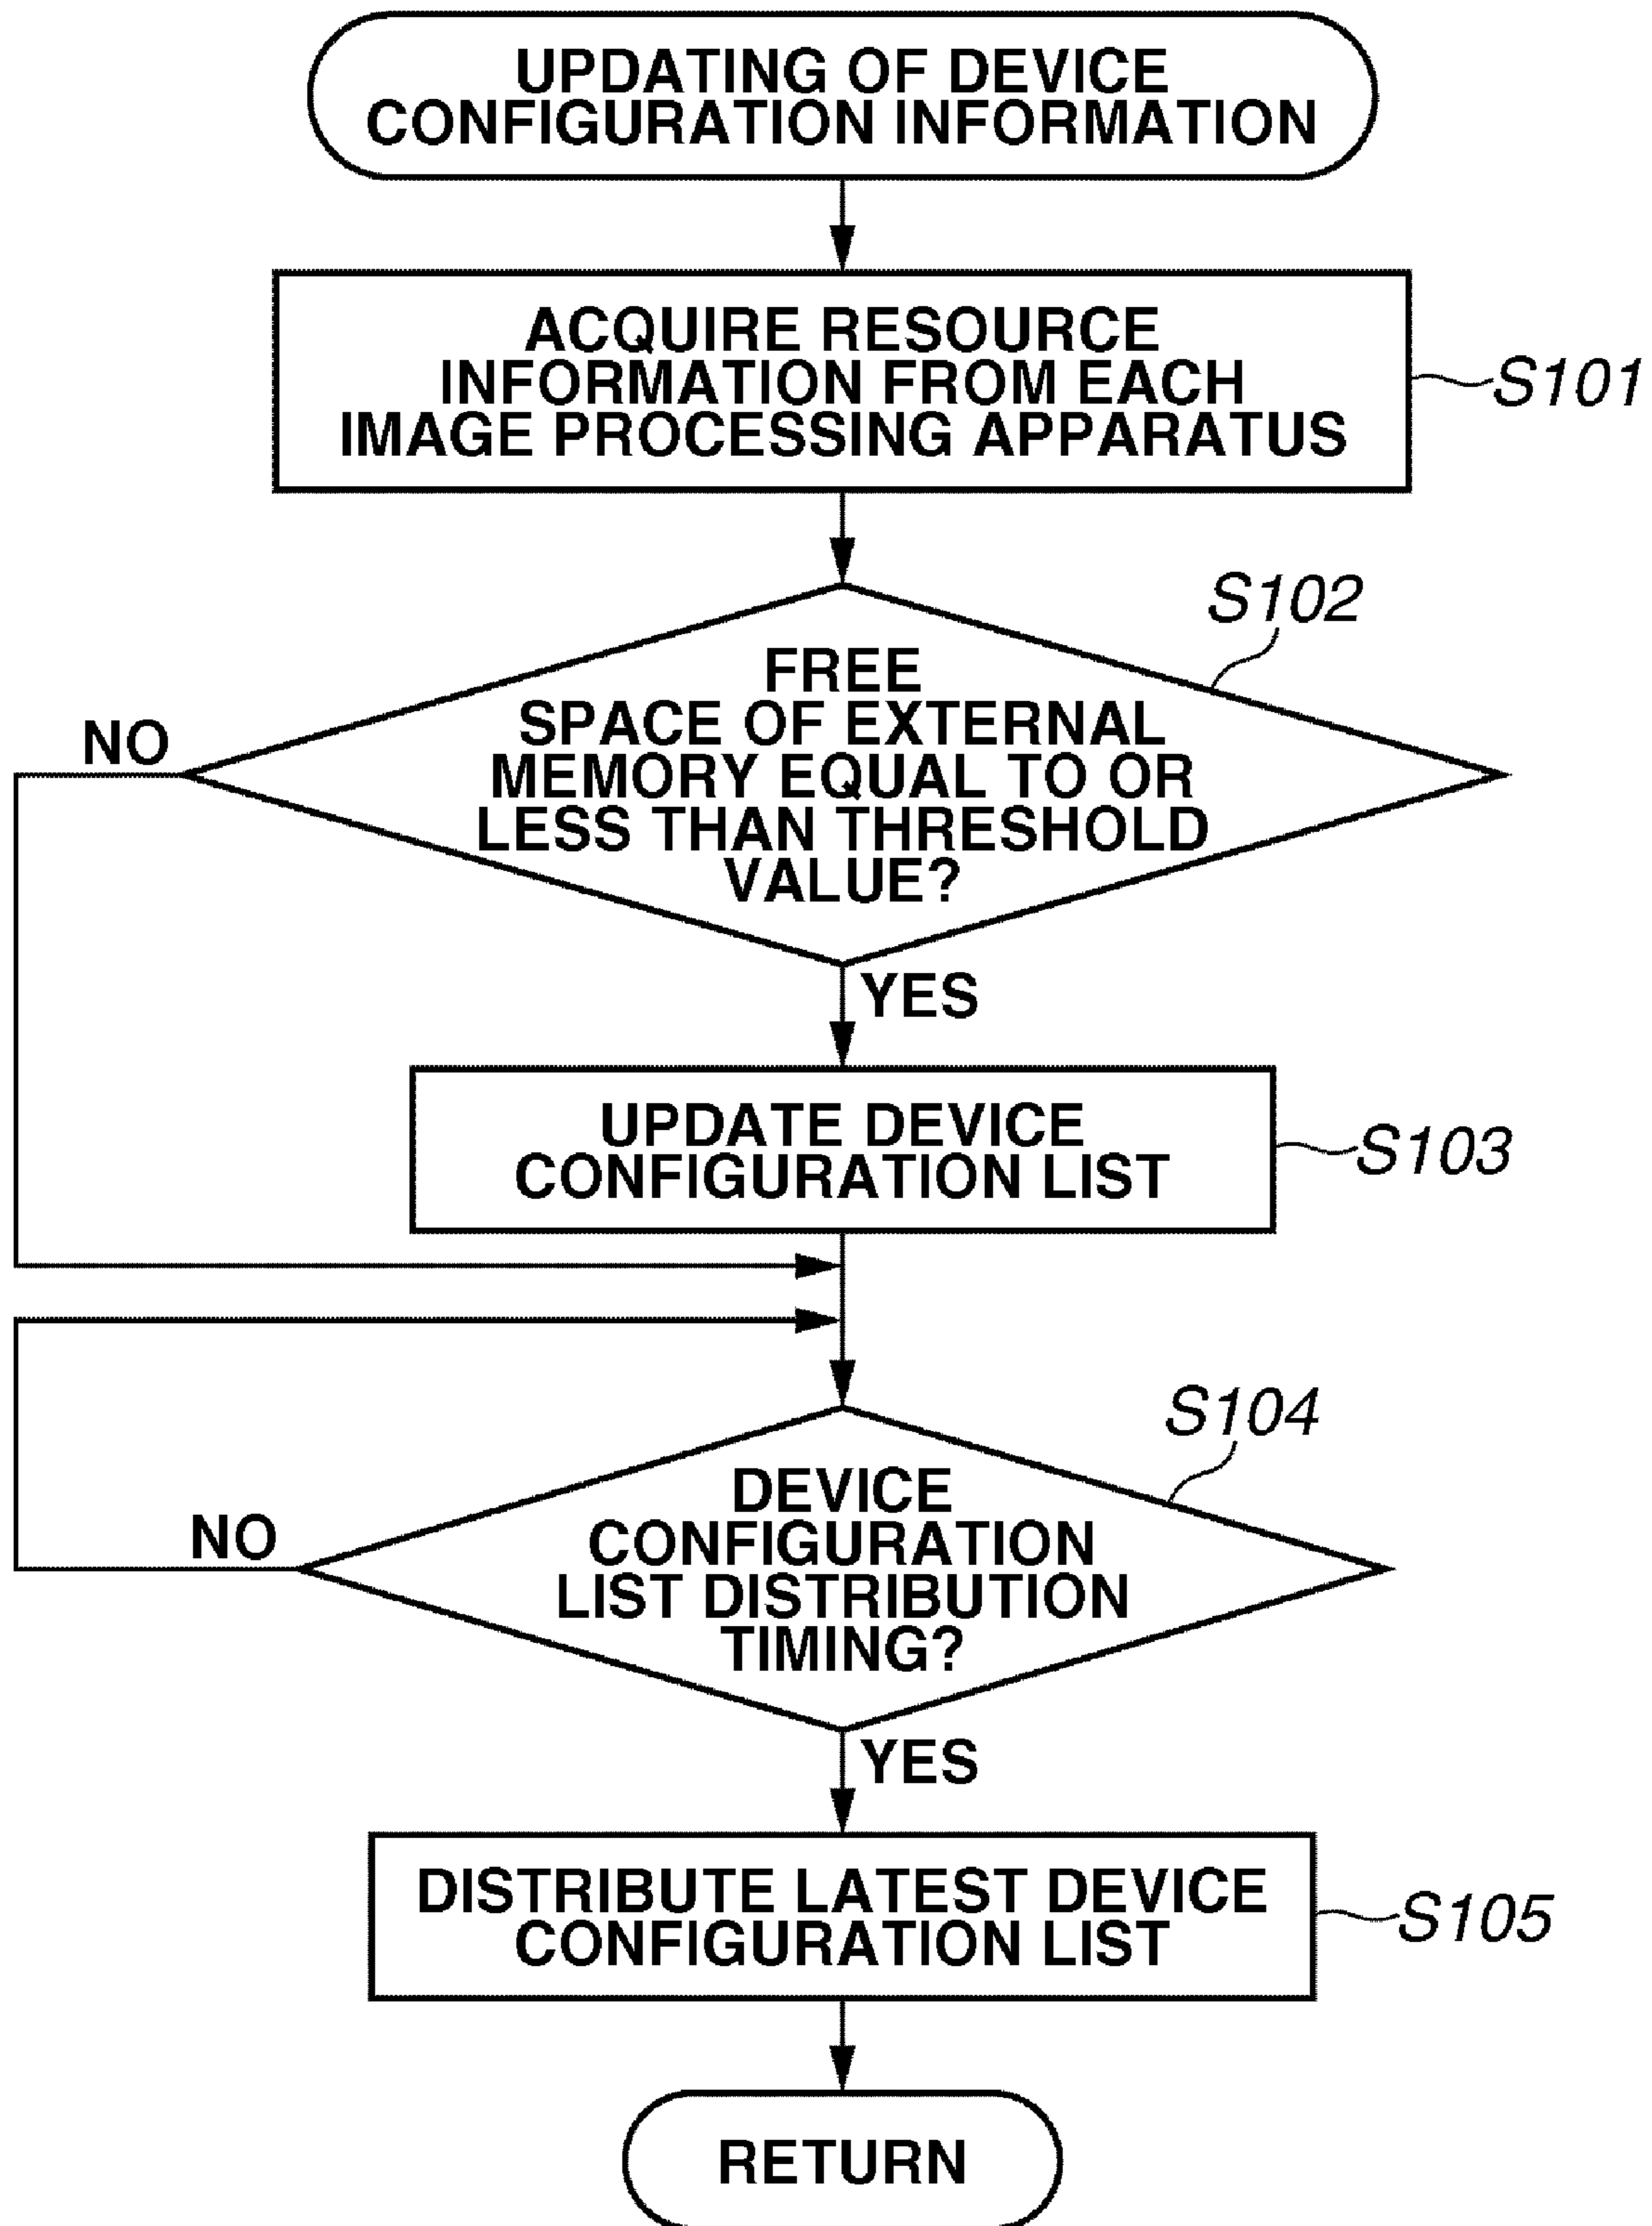 UPDATING OF DEVICE
CONFIGURATION INFORMATION
ACQUIRE RESOURCE
INFORMATION FROM EACH
IMAGE PROCESSING APPARATUS
S101
S102
FREE
SPACE OF EXTERNAL
MEMORY EQUAL TO OR
LESS THAN THRESHOLD
VALUE?
NO
YES
UPDATE DEVICE
CONFIGURATION LIST
S103
S104
DEVICE
CONFIGURATION
LIST DISTRIBUTION
TIMING?
NO
YES
DISTRIBUTE LATEST DEVICE
CONFIGURATION LIST
S105
RETURN